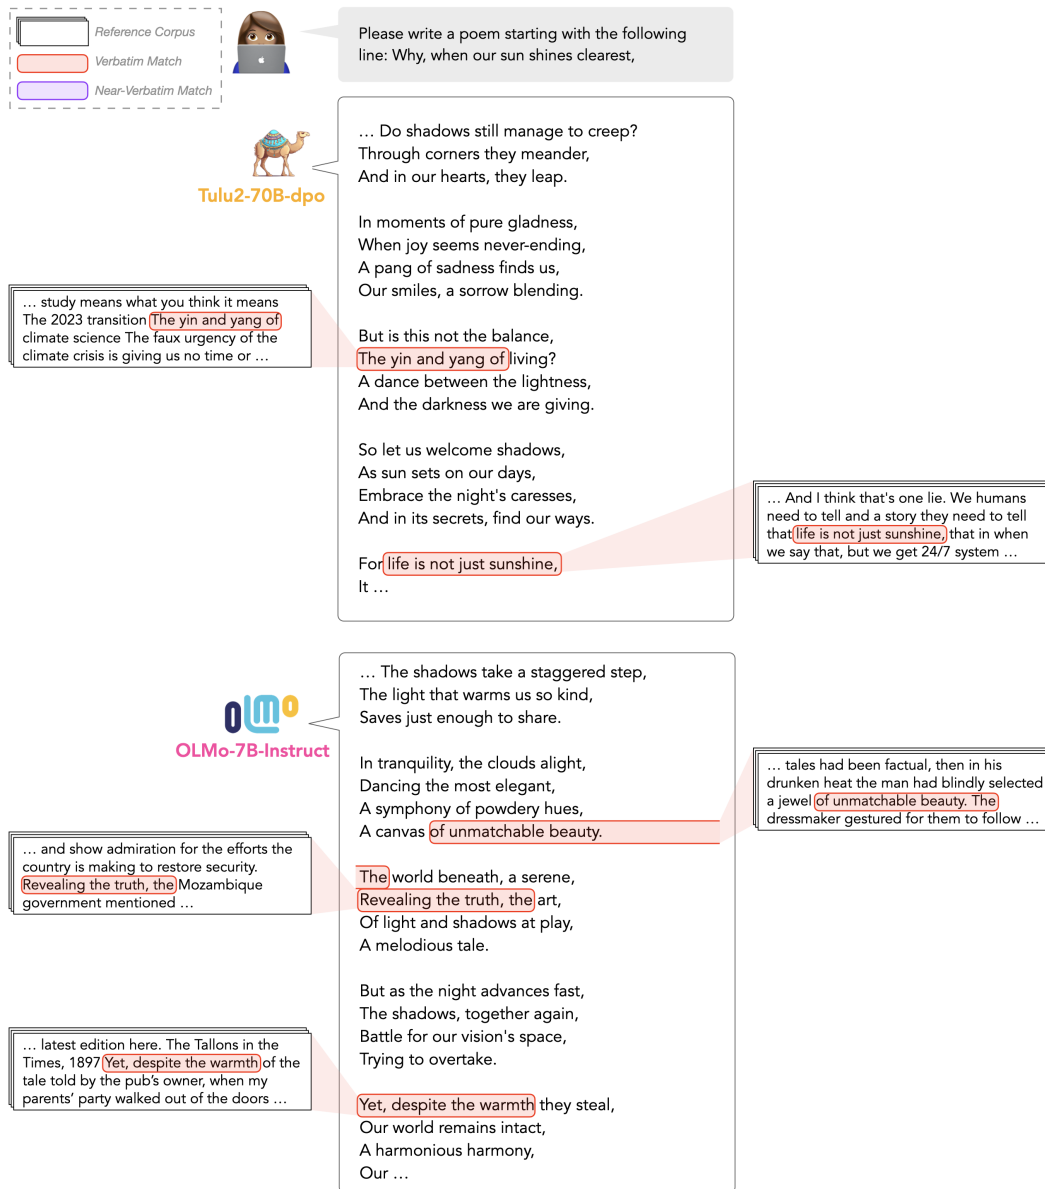 Reference Corpus
Verbatim Match
Near-Verbatim Match
Please write a poem starting with the following
line: Why, when our sun shines clearest,
Tulu2-70B-dpo
… Do shadows still manage to creep?
Through corners they meander,
And in our hearts, they leap.
In moments of pure gladness,
When joy seems never-ending,
A pang of sadness finds us,
Our smiles, a sorrow blending.
But is this not the balance,
The yin and yang of living?
A dance between the lightness,
And the darkness we are giving.
So let us welcome shadows,
As sun sets on our days,
Embrace the night's caresses,
And in its secrets, find our ways.
For life is not just sunshine,
It …
… study means what you think it means
The 2023 transition The yin and yang of
climate science The faux urgency of the
climate crisis is giving us no time or …
… And I think that's one lie. We humans
need to tell and a story they need to tell
that life is not just sunshine, that in when
we say that, but we get 24/7 system …
olmo
OLMo-7B-Instruct
… The shadows take a staggered step,
The light that warms us so kind,
Saves just enough to share.
In tranquility, the clouds alight,
Dancing the most elegant,
A symphony of powdery hues,
A canvas of unmatchable beauty.
The world beneath, a serene,
Revealing the truth, the art,
Of light and shadows at play,
A melodious tale.
But as the night advances fast,
The shadows, together again,
Battle for our vision's space,
Trying to overtake.
Yet, despite the warmth they steal,
Our world remains intact,
A harmonious harmony,
Our …
… tales had been factual, then in his
drunken heat the man had blindly selected
a jewel of unmatchable beauty. The
dressmaker gestured for them to follow …
… and show admiration for the efforts the
country is making to restore security.
Revealing the truth, the Mozambique
government mentioned …
… latest edition here. The Tallons in the
Times, 1897 Yet, despite the warmth of the
tale told by the pub’s owner, when my
parents’ party walked out of the doors …